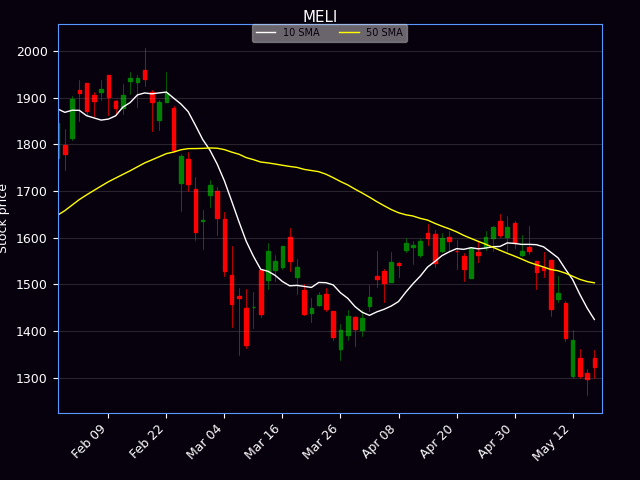 MELI
10 SMA
50 SMA
Stock price
2000
1900
1800
1700
1600
1500
1400
1300
Feb 09
Feb 22
Mar 04
Mar 16
Mar 26
Apr 08
Apr 20
Apr 30
May 12